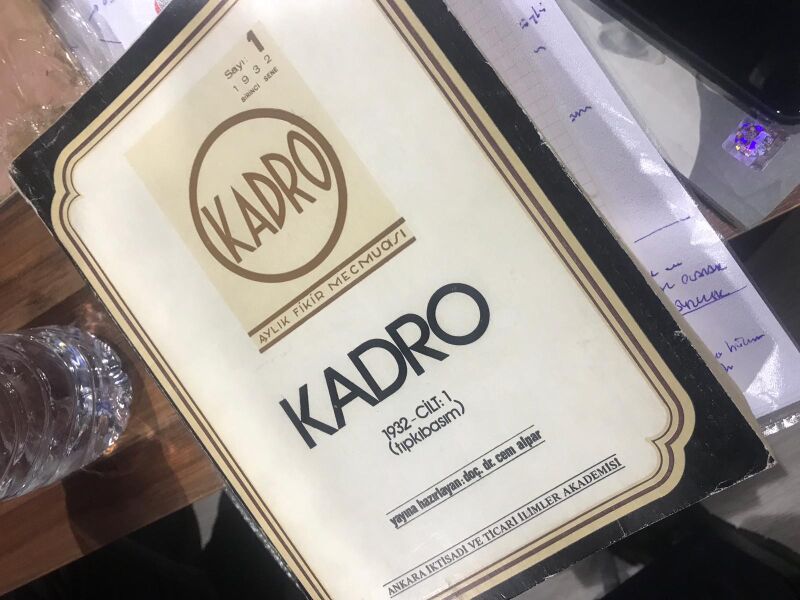 Sayı: 1
1932
BİRİNCİ SENE
KADRO
AYLIK FİKİR MECMUASI
KADRO
1932-CİLT: 1
(tıpkıbasım)
yayına hazırlayan: doç. dr. cem alpar
ANKARA İKTİSADİ VE TİCARİ İLİMLER AKADEMİSİ
olarak